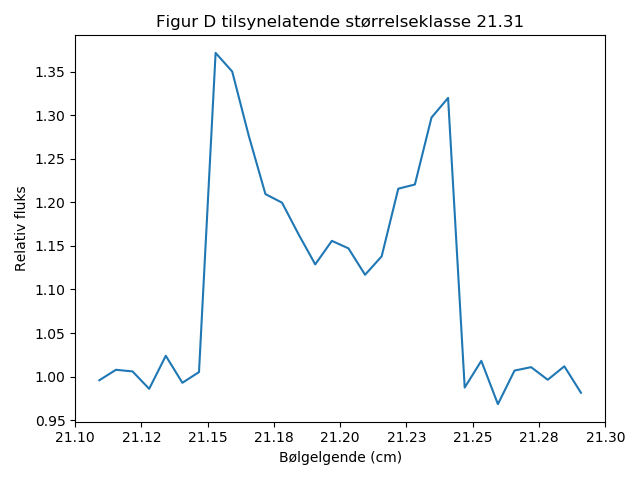 Figur D tilsynelatende størrelseklasse 21.31
Relativ fluks
1.35
1.30
1.25
1.20
1.15
1.10
1.05
1.00
0.95
21.10 21.12 21.15 21.18 21.20 21.23 21.25 21.28 21.30
Bølgelgende (cm)